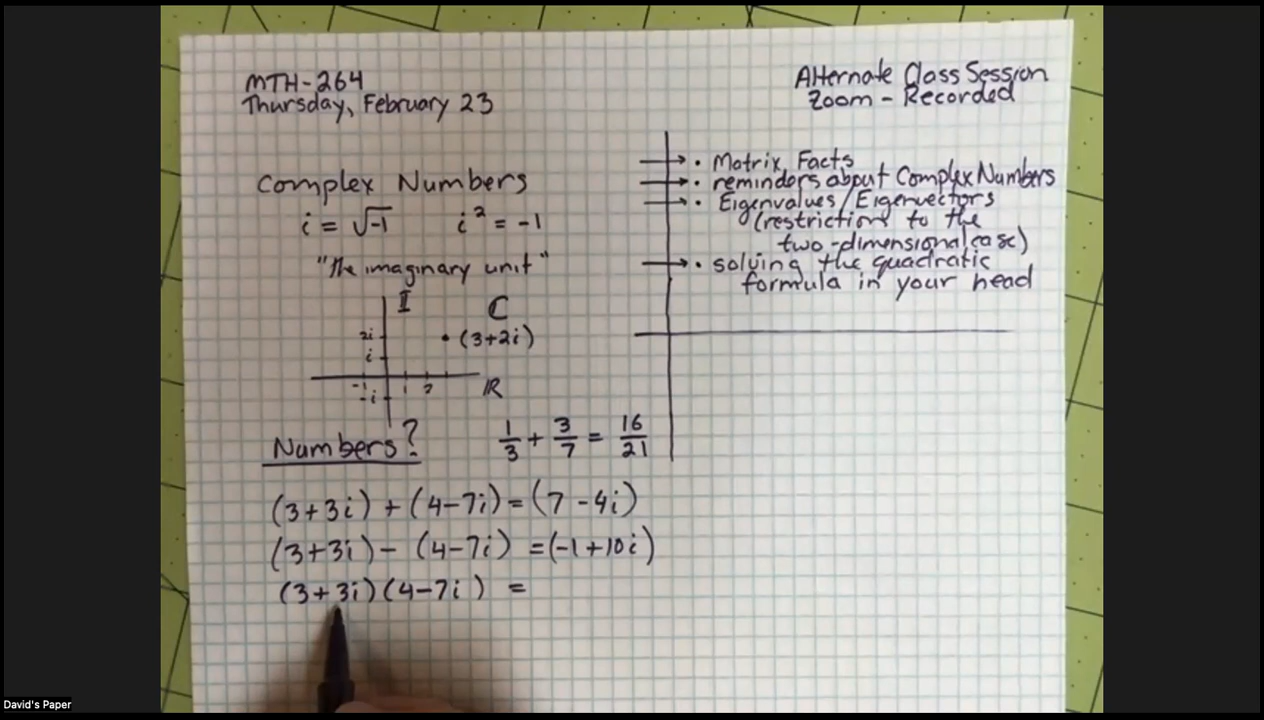 MTH-264
Thursday, February 23
Alternate Class Session
Zoom - Recorded
Complex Numbers
i = √-1 i² = -1
"The imaginary unit"
I C
2i
i
(3+2i)
-1 1 2
-i
R
• Matrix Facts
• reminders about Complex Numbers
• Eigenvalues/Eigenvectors
(restriction to the
two-dimensional case)
• solving the quadratic
formula in your head
Numbers?
1/3 + 3/7 = 16/21
(3+3i) + (4-7i) = (7-4i)
(3+3i) - (4-7i) = (-1+10i)
(3+3i)(4-7i) =
David's Paper